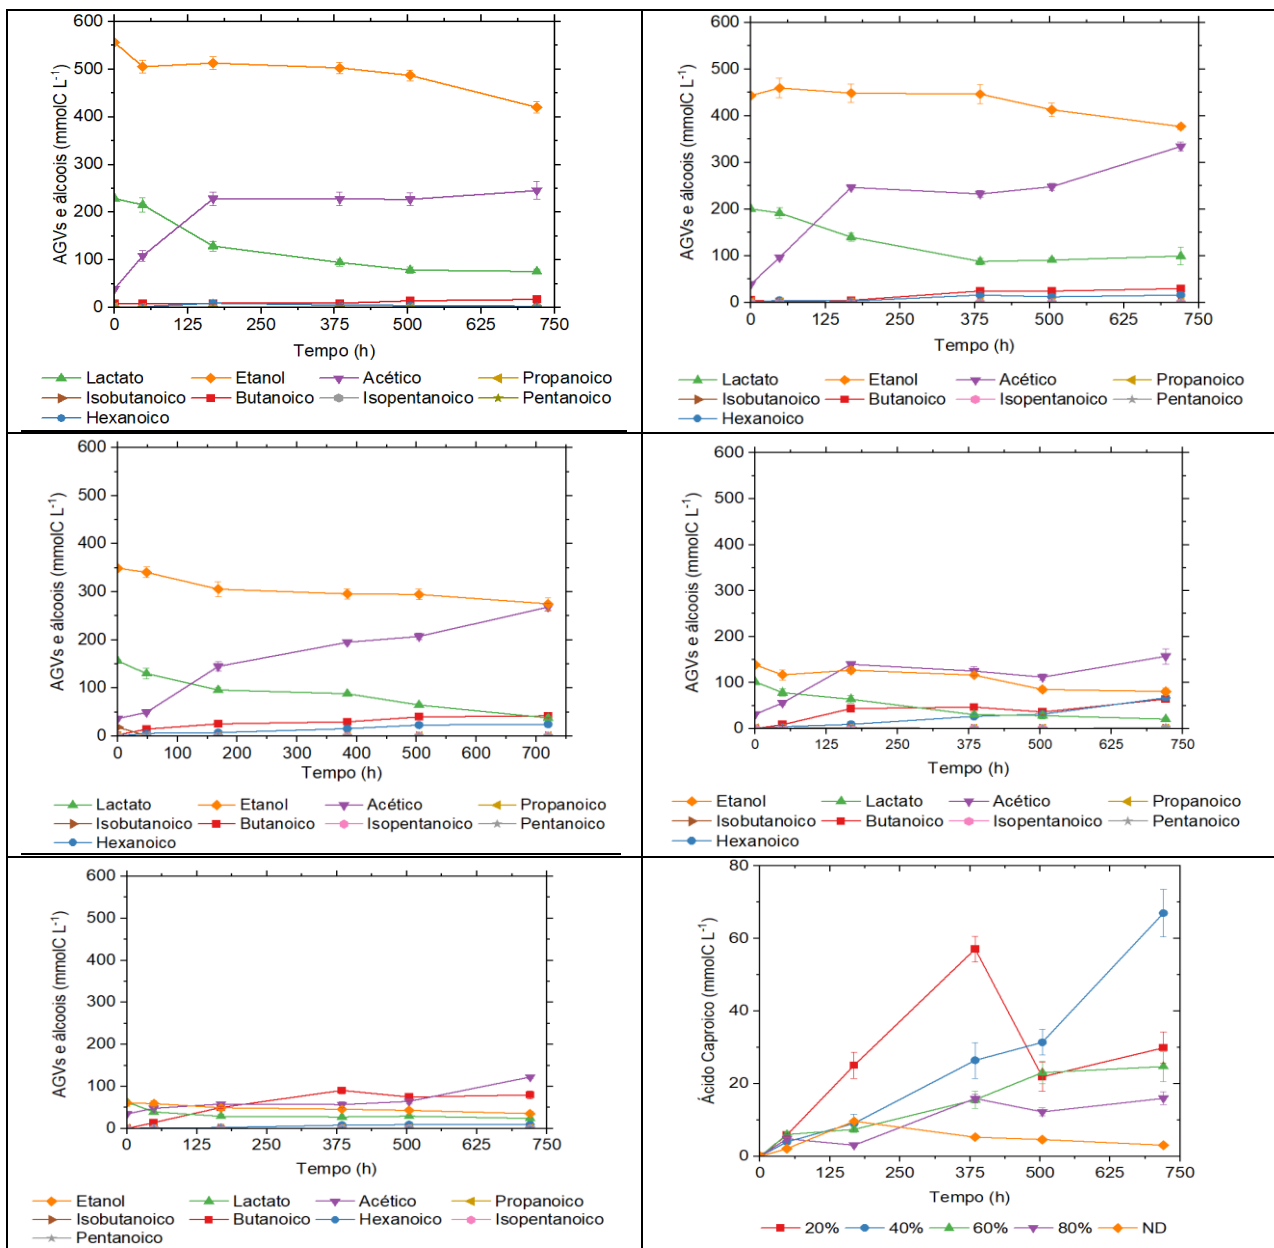 600
500
400
300
200
100
0
AGVs e álcoois (mmolC L⁻¹)
0 125 250 375 500 625 750
Tempo (h)
Lactato Etanol Acético Propanoico
Isobutanoico Butanoico Isopentanoico Pentanoico
Hexanoico
600
500
400
300
200
100
0
AGVs e álcoois (mmolC L⁻¹)
0 125 250 375 500 625 750
Tempo (h)
Lactato Etanol Acético Propanoico
Isobutanoico Butanoico Isopentanoico Pentanoico
Hexanoico
600
500
400
300
200
100
0
AGVs e álcoois (mmolC L⁻¹)
0 100 200 300 400 500 600 700
Tempo (h)
Lactato Etanol Acético Propanoico
Isobutanoico Butanoico Isopentanoico Pentanoico
Hexanoico
600
500
400
300
200
100
0
AGVs e álcoois (mmolC L⁻¹)
0 125 250 375 500 625 750
Tempo (h)
Etanol Lactato Acético Propanoico
Isobutanoico Butanoico Isopentanoico Pentanoico
Hexanoico
600
500
400
300
200
100
0
AGVs e álcoois (mmolC L⁻¹)
0 125 250 375 500 625 750
Tempo (h)
Etanol Lactato Acético Propanoico
Isobutanoico Butanoico Hexanoico Isopentanoico
Pentanoico
80
60
40
20
0
Ácido Caproico (mmolC L⁻¹)
0 125 250 375 500 625 750
Tempo (h)
20% 40% 60% 80% ND